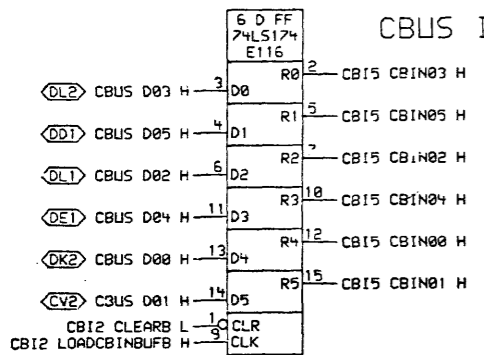 6 D FF
74LS174
E116
CBUS I
R0 2 CBI5 CBIN03 H
DL2 CBUS D03 H 3 D0
R1 5 CBI5 CBIN05 H
DD1 CBUS D05 H 4 D1
R2 7 CBI5 CBIN02 H
DL1 CBUS D02 H 6 D2
R3 10 CBI5 CBIN04 H
DE1 CBUS D04 H 11 D3
R4 12 CBI5 CBIN00 H
DK2 CBUS D00 H 13 D4
R5 15 CBI5 CBIN01 H
CV2 CBUS D01 H 14 D5
CBI2 CLEARB L 1 CLR
CBI2 LOADCBINBUFB H 9 CLK